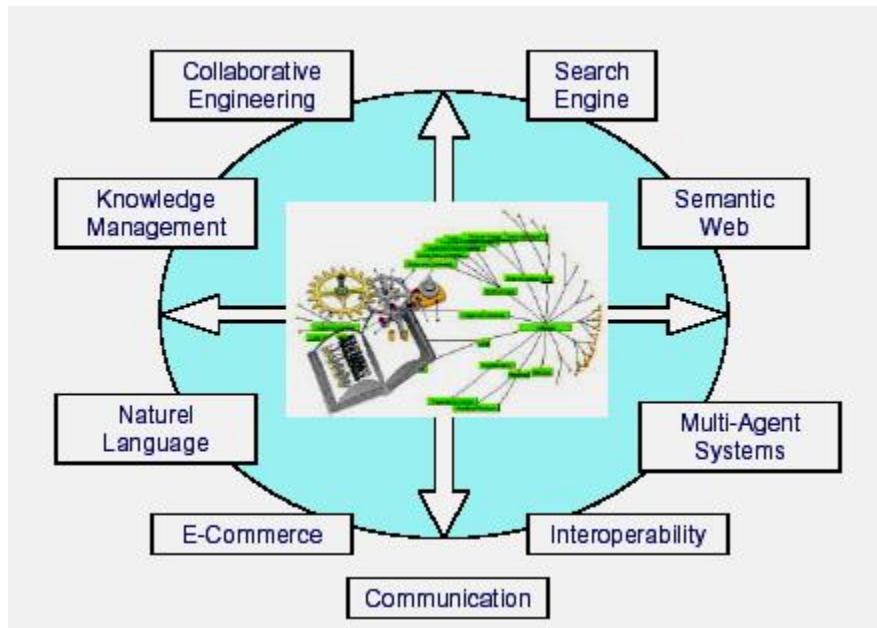 Collaborative
Engineering
Search
Engine
Knowledge
Management
Semantic
Web
Naturel
Language
Multi-Agent
Systems
E-Commerce
Interoperability
Communication